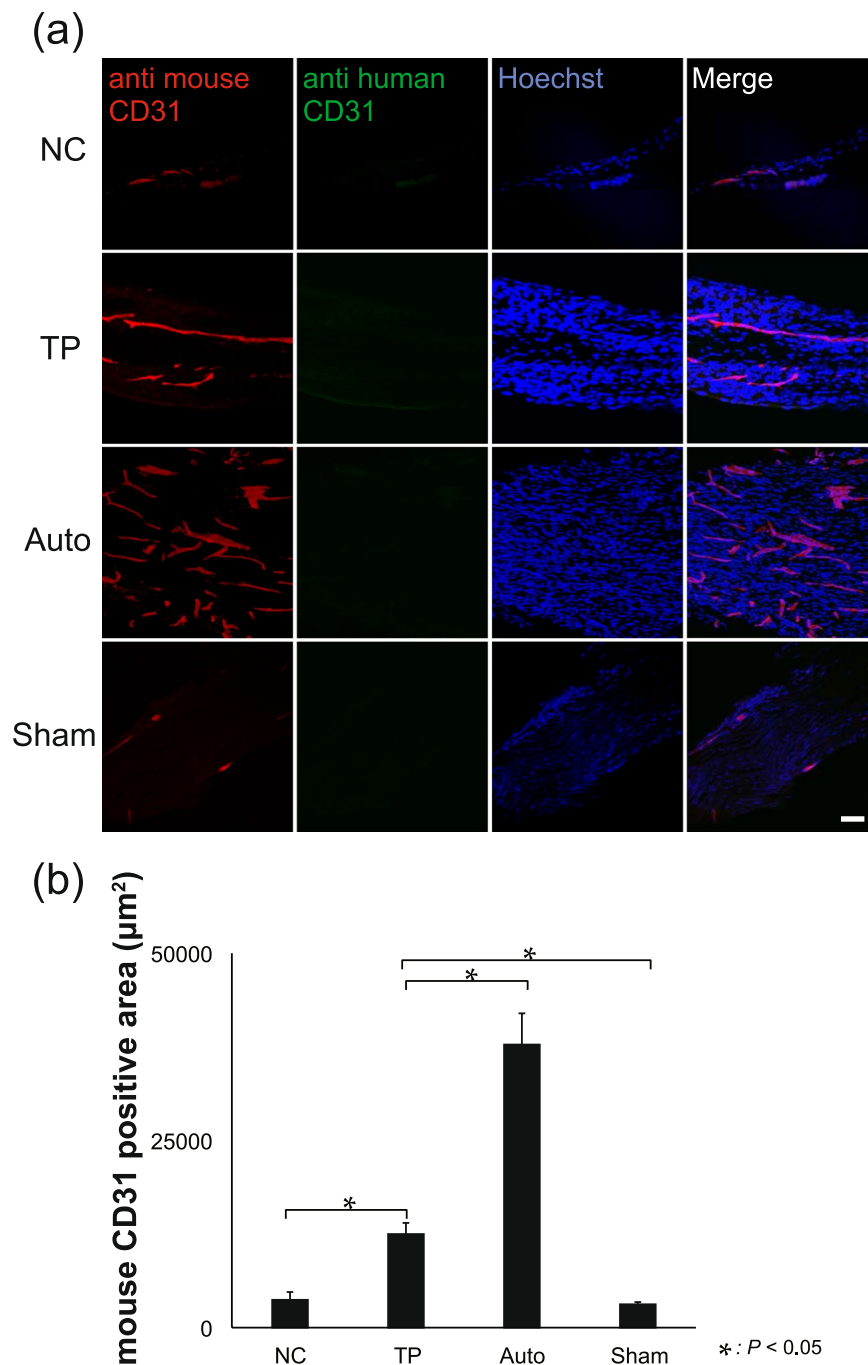 (a)
anti mouse
CD31
anti human
CD31
Hoechst
Merge
NC
TP
Auto
Sham
(b)
mouse CD31 positive area (µm²)
50000
25000
0
*
*
*
NC
TP
Auto
Sham
* : P < 0.05